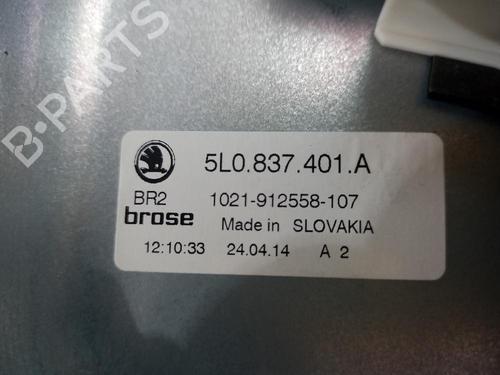 B-PARTS
5L0.837.401.A
BR2 1021-912558-107
brose Made in SLOVAKIA
12:10:33 24.04.14 A 2